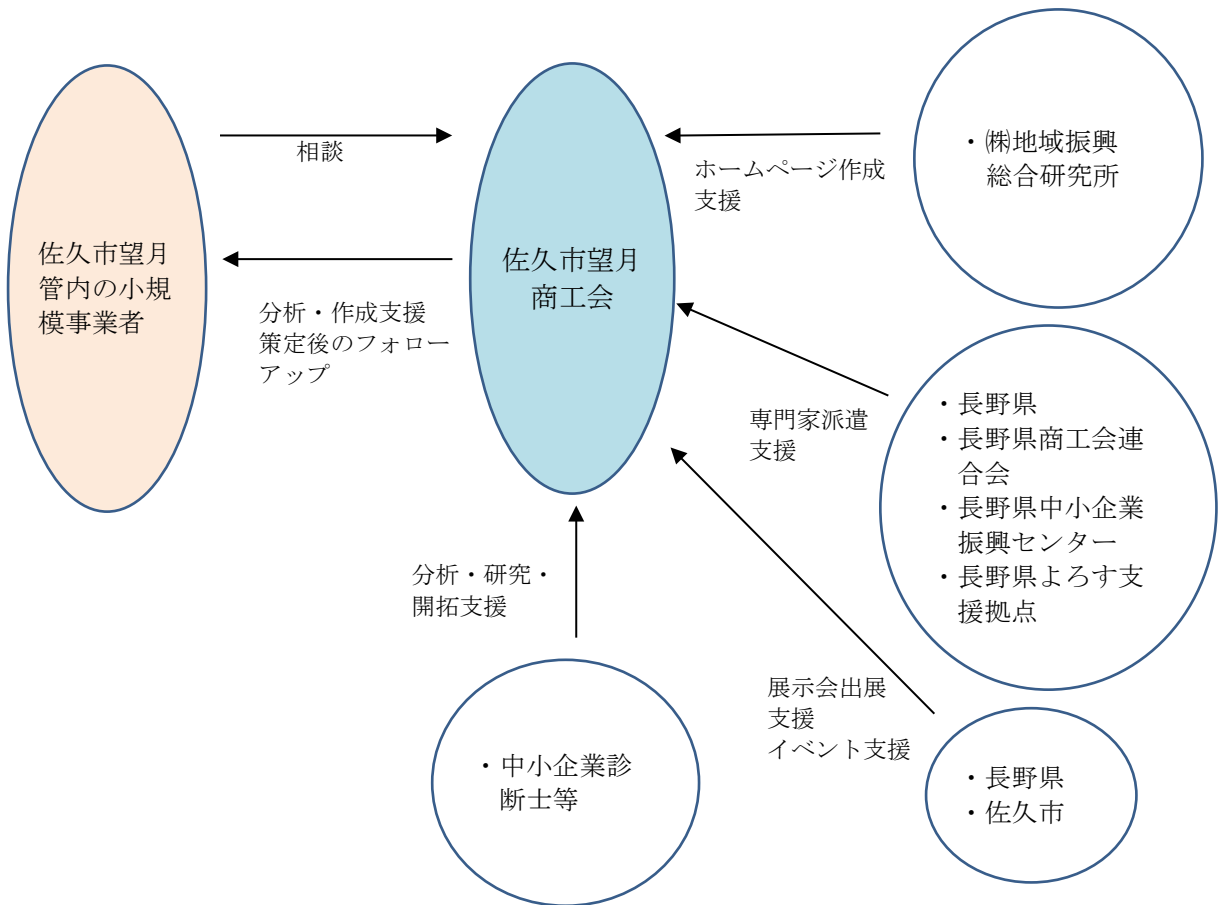 佐久市望月
管内の小規
模事業者
相談
分析・作成支援
策定後のフォロー
アップ
佐久市望月
商工会
ホームページ作成
支援
・㈱地域振興
総合研究所
専門家派遣
支援
・長野県
・長野県商工会連
合会
・長野県中小企業
振興センター
・長野県よろす支
援拠点
分析・研究・
開拓支援
・中小企業診
断士等
展示会出展
支援
イベント支援
・長野県
・佐久市